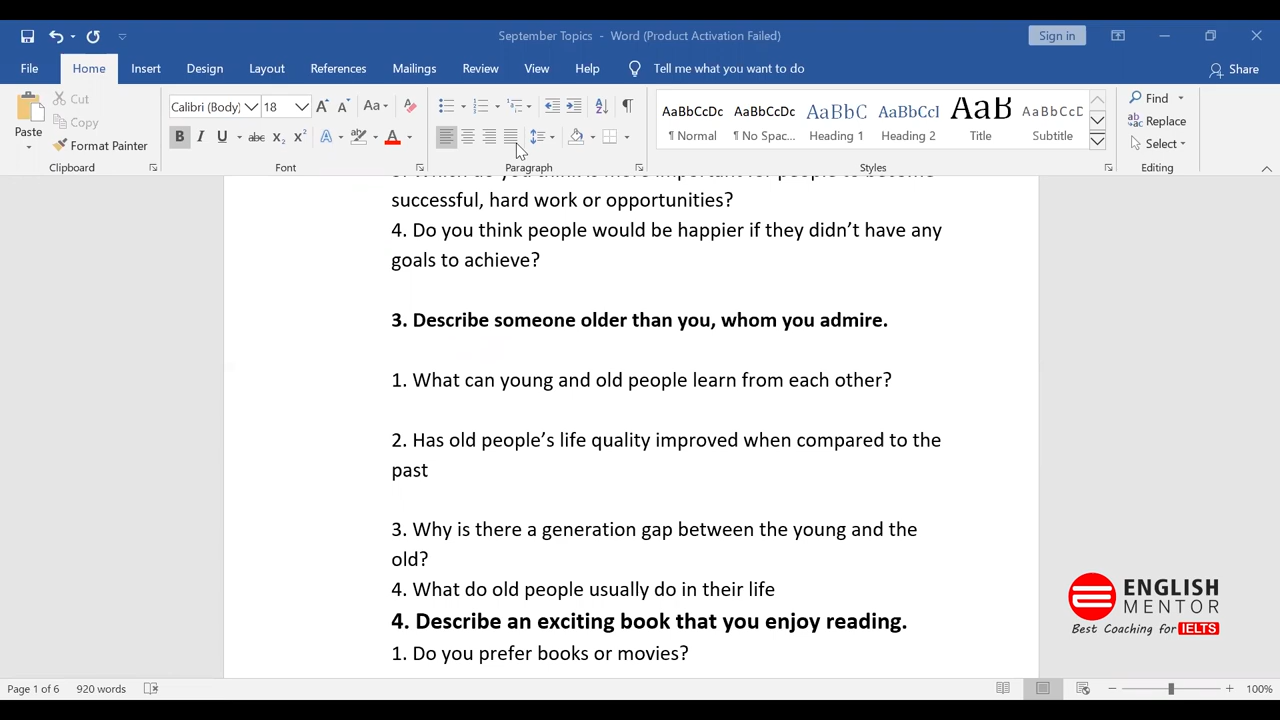 September Topics - Word (Product Activation Failed)
Sign in
File Home Insert Design Layout References Mailings Review View Help Tell me what you want to do Share
Paste
Cut
Copy
Format Painter
Clipboard
Calibri (Body) 18
Font
Paragraph
AaBbCcDc AaBbCcDc AaBbC AaBbCcI AaB AaBbCcD
¶ Normal ¶ No Spac... Heading 1 Heading 2 Title Subtitle
Styles
Find
Replace
Select
Editing
successful, hard work or opportunities?
4. Do you think people would be happier if they didn’t have any
goals to achieve?
3. Describe someone older than you, whom you admire.
1. What can young and old people learn from each other?
2. Has old people’s life quality improved when compared to the
past
3. Why is there a generation gap between the young and the
old?
4. What do old people usually do in their life
4. Describe an exciting book that you enjoy reading.
1. Do you prefer books or movies?
ENGLISH
MENTOR
Best Coaching for IELTS
Page 1 of 6 920 words 100%